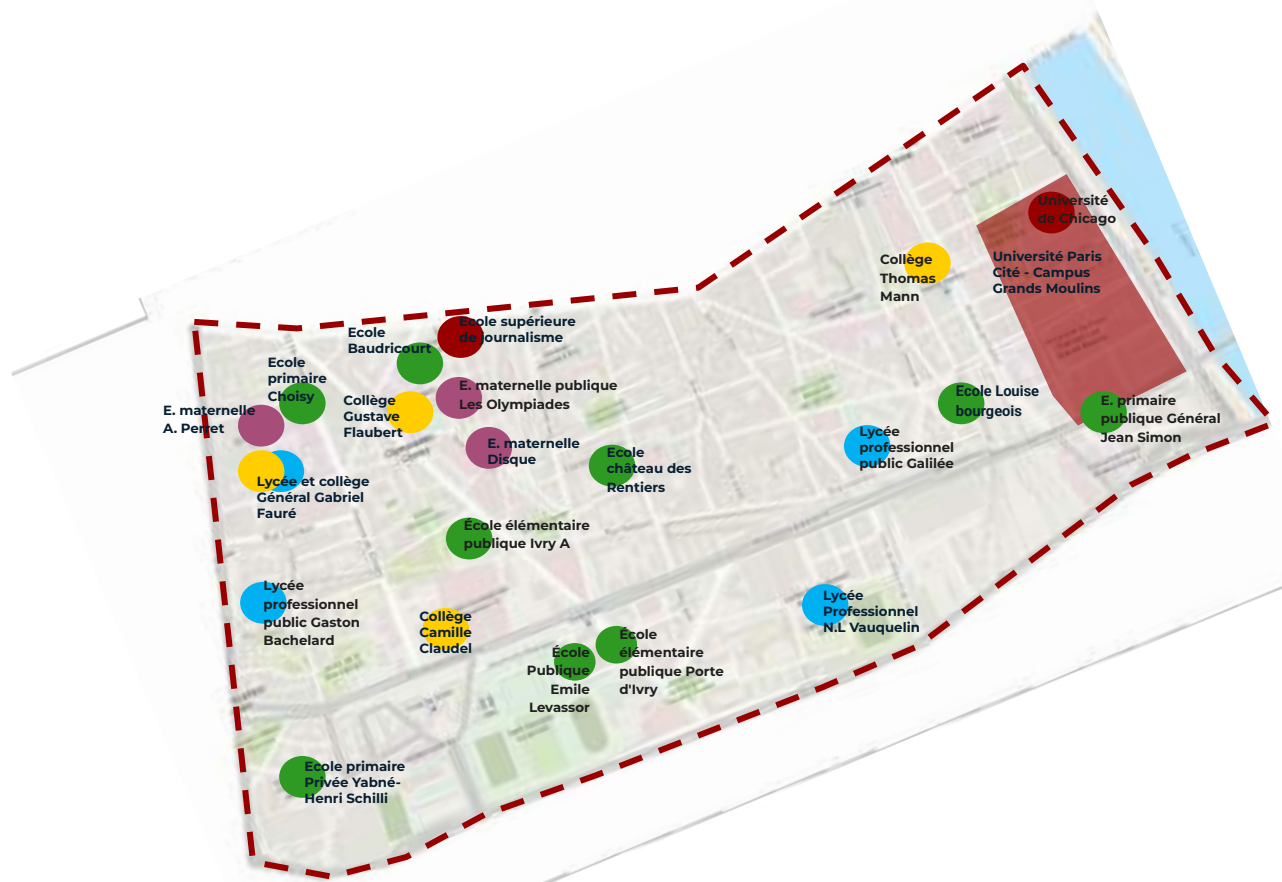 Université
de Chicago
Université Paris
Cité - Campus
Grands Moulins
Collège
Thomas
Mann
Ecole supérieure
de journalisme
Ecole
Baudricourt
Ecole
primaire
Choisy
E. maternelle
A. Perret
Collège
Gustave
Flaubert
E. maternelle publique
Les Olympiades
E. maternelle
Disque
Ecole
château des
Rentiers
Lycée
professionnel
public Galilée
Ecole Louise
bourgeois
E. primaire
publique Général
Jean Simon
Lycée et collège
Général Gabriel
Fauré
École élémentaire
publique Ivry A
Lycée
professionnel
public Gaston
Bachelard
Collège
Camille
Claudel
École
Publique
Emile
Levassor
École
élémentaire
publique Porte
d'Ivry
Lycée
Professionnel
N.L Vauquelin
Ecole primaire
Privée Yabné-
Henri Schilli